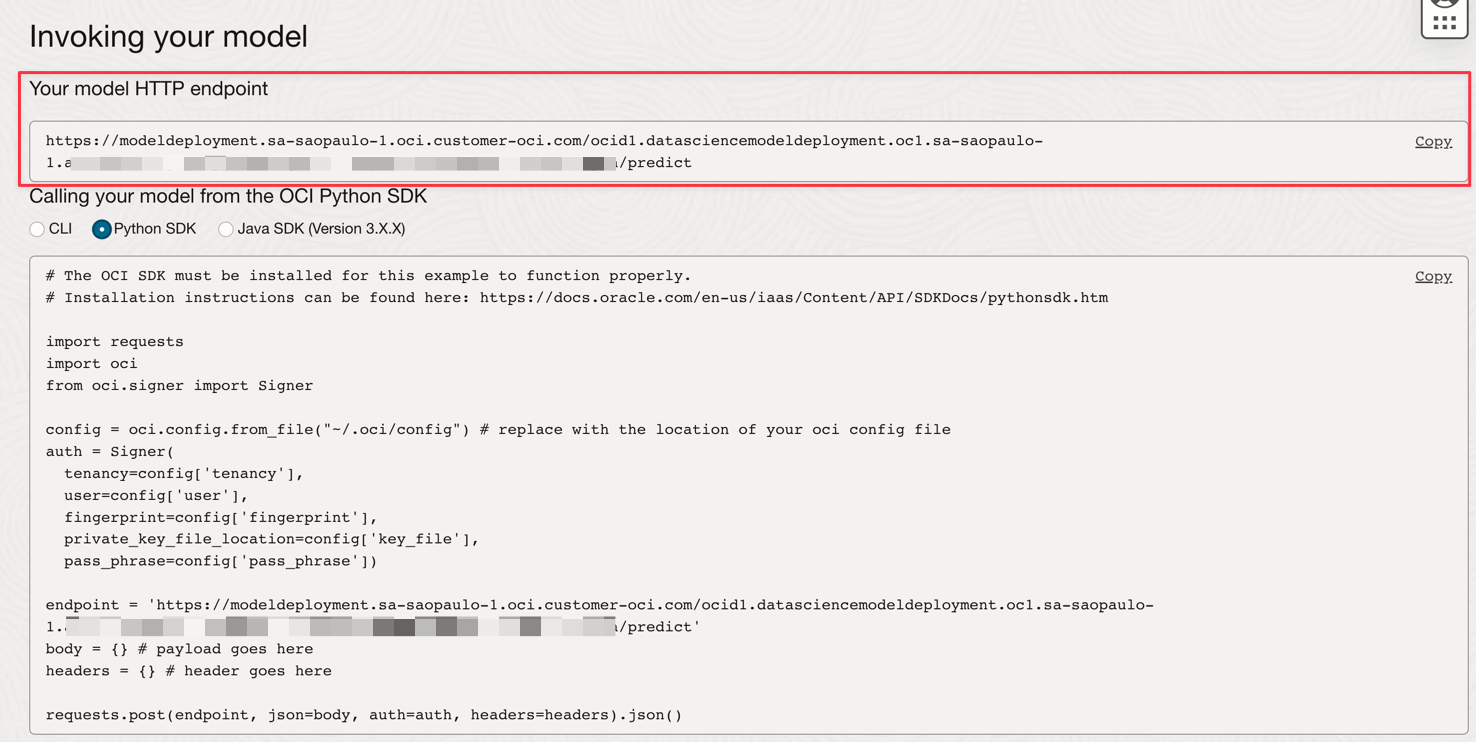 Invoking your model
Your model HTTP endpoint
https://modeldeployment.sa-saopaulo-1.oci.customer-oci.com/ocid1.datasciencemodeldeployment.oc1.sa-saopaulo-
Copy
1.a /predict
Calling your model from the OCI Python SDK
CLI Python SDK Java SDK (Version 3.X.X)
# The OCI SDK must be installed for this example to function properly.
Copy
# Installation instructions can be found here: https://docs.oracle.com/en-us/iaas/Content/API/SDKDocs/pythonsdk.htm
import requests
import oci
from oci.signer import Signer
config = oci.config.from_file("~/.oci/config") # replace with the location of your oci config file
auth = Signer(
tenancy=config['tenancy'],
user=config['user'],
fingerprint=config['fingerprint'],
private_key_file_location=config['key_file'],
pass_phrase=config['pass_phrase'])
endpoint = 'https://modeldeployment.sa-saopaulo-1.oci.customer-oci.com/ocid1.datasciencemodeldeployment.oc1.sa-saopaulo-
1. /predict'
body = {} # payload goes here
headers = {} # header goes here
requests.post(endpoint, json=body, auth=auth, headers=headers).json()